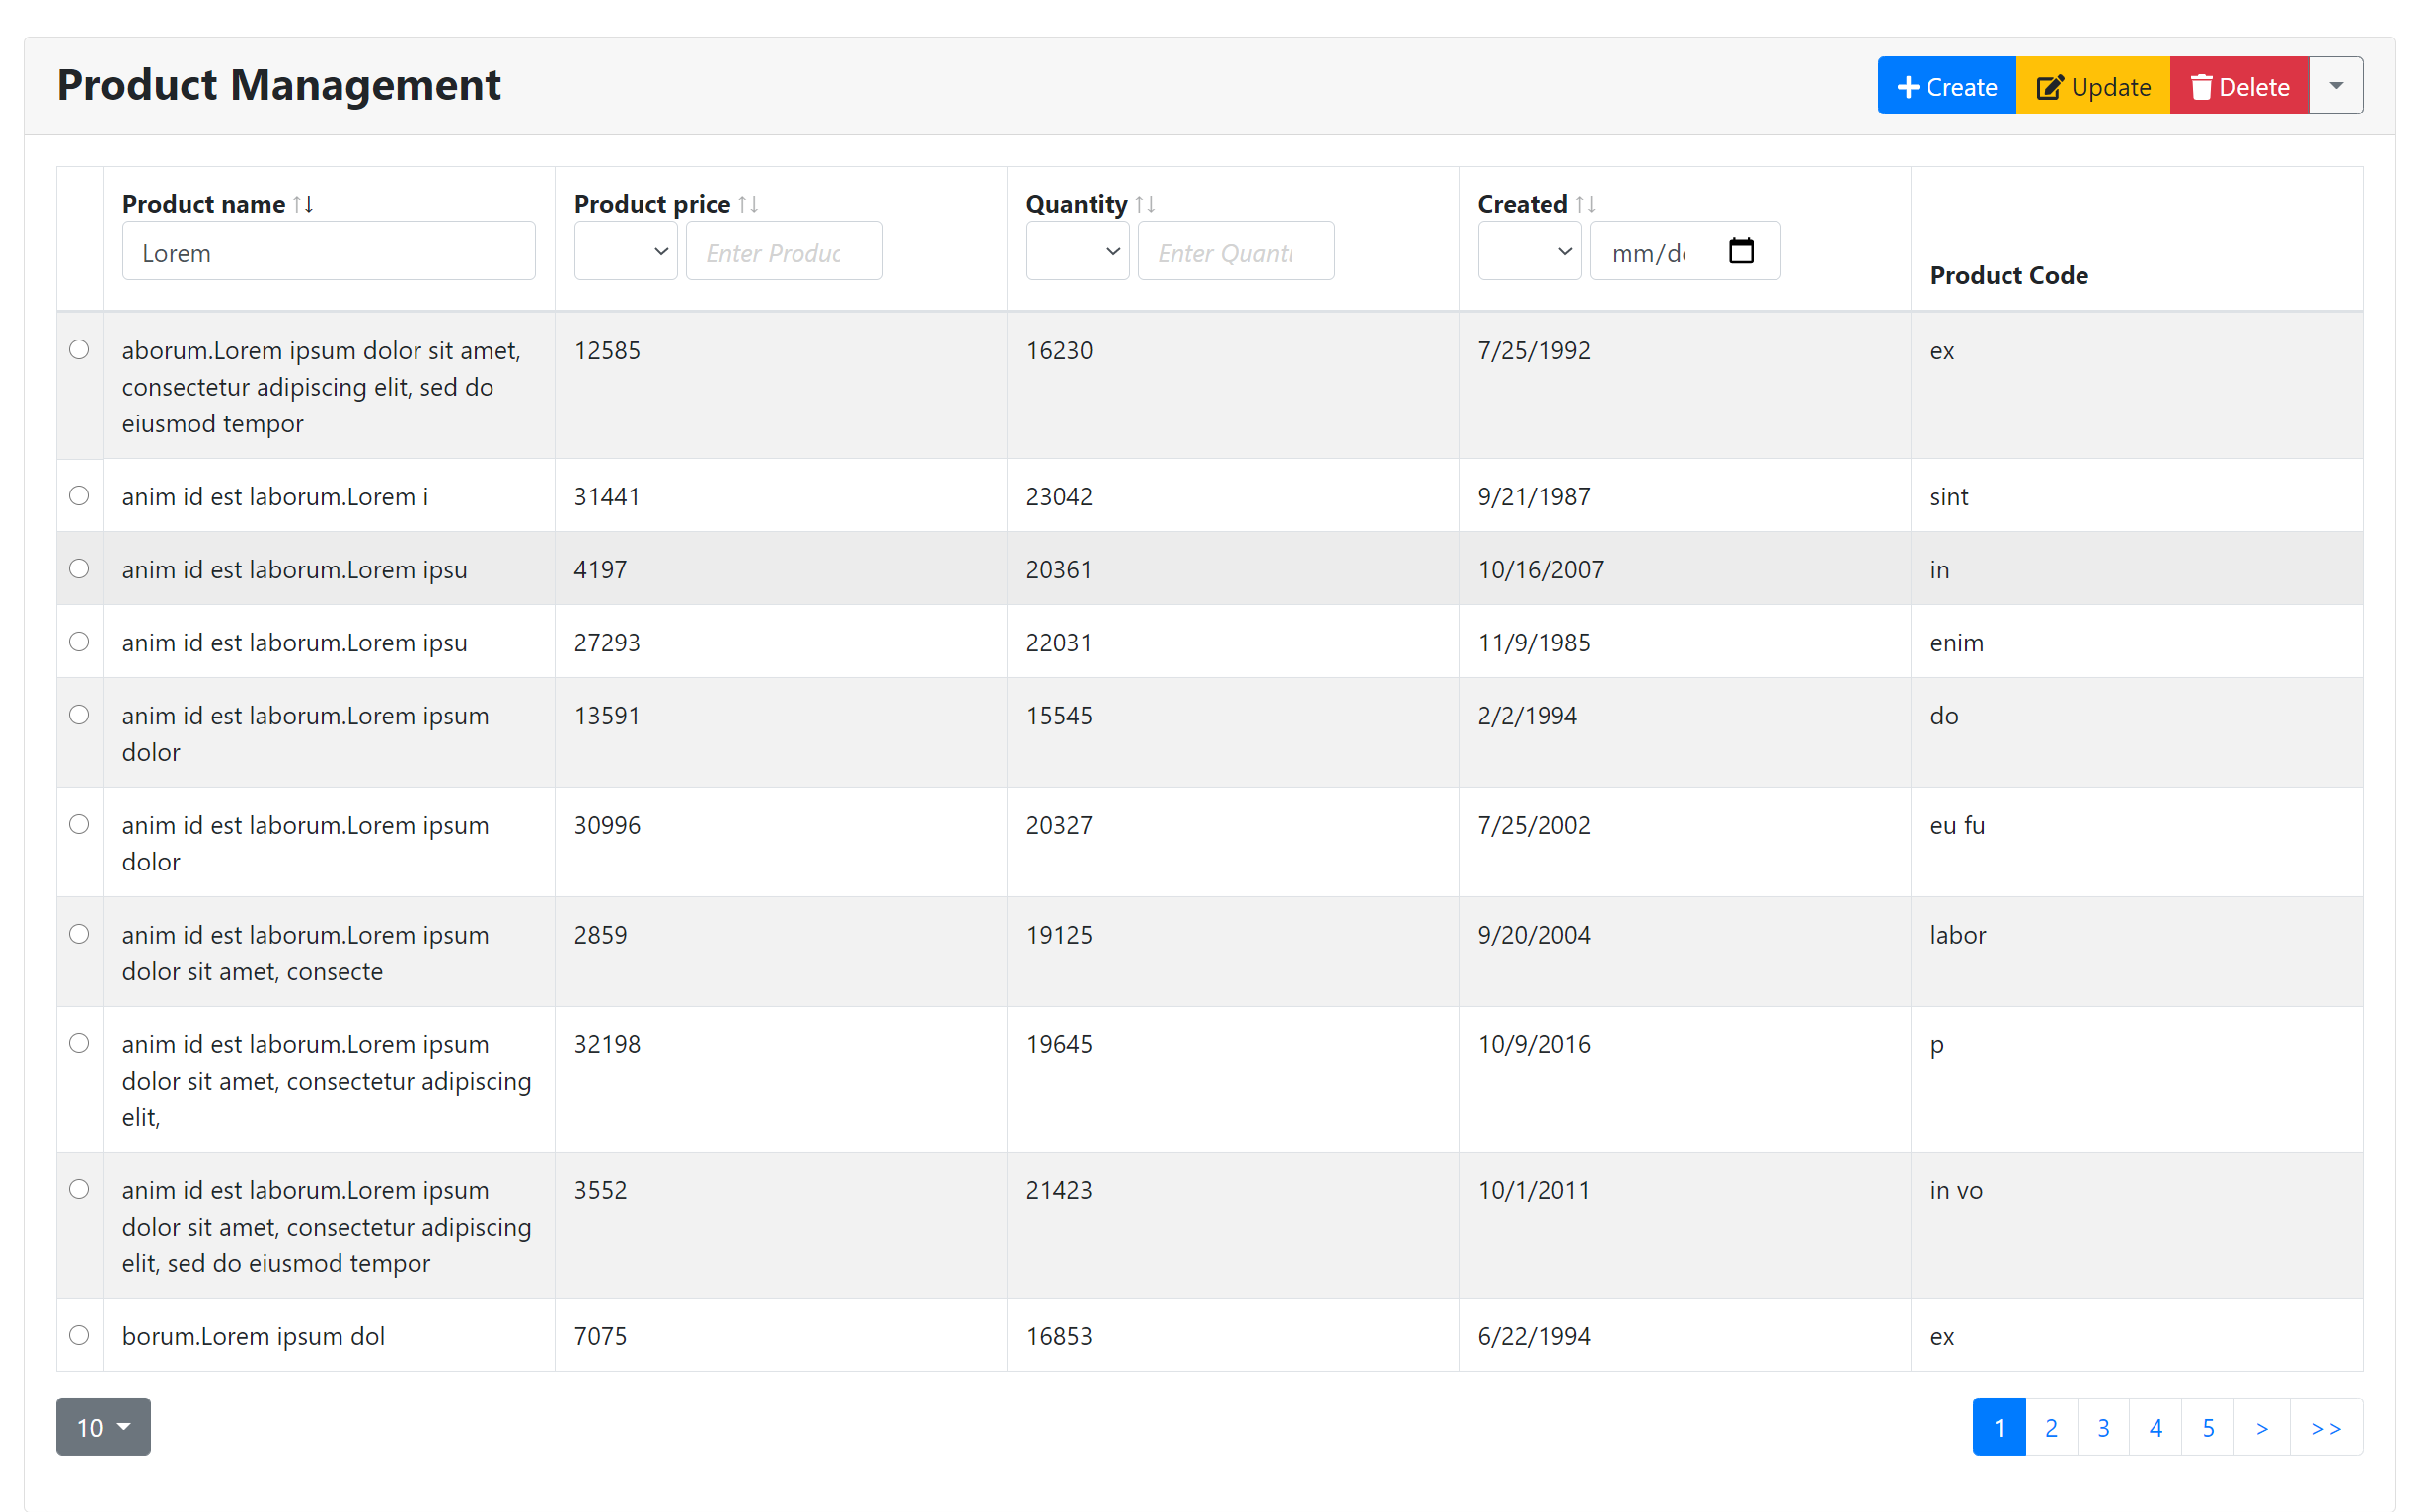 Product Management
Create Update Delete
Product name ↑↓ Product price ↑↓ Quantity ↑↓ Created ↑↓
Lorem Enter Produc Enter Quanti mm/d
Product Code
aborum.Lorem ipsum dolor sit amet, 12585 16230 7/25/1992 ex
consectetur adipiscing elit, sed do
eiusmod tempor
anim id est laborum.Lorem i 31441 23042 9/21/1987 sint
anim id est laborum.Lorem ipsu 4197 20361 10/16/2007 in
anim id est laborum.Lorem ipsu 27293 22031 11/9/1985 enim
anim id est laborum.Lorem ipsum 13591 15545 2/2/1994 do
dolor
anim id est laborum.Lorem ipsum 30996 20327 7/25/2002 eu fu
dolor
anim id est laborum.Lorem ipsum 2859 19125 9/20/2004 labor
dolor sit amet, consecte
anim id est laborum.Lorem ipsum 32198 19645 10/9/2016 p
dolor sit amet, consectetur adipiscing
elit,
anim id est laborum.Lorem ipsum 3552 21423 10/1/2011 in vo
dolor sit amet, consectetur adipiscing
elit, sed do eiusmod tempor
borum.Lorem ipsum dol 7075 16853 6/22/1994 ex
10 1 2 3 4 5 > >>